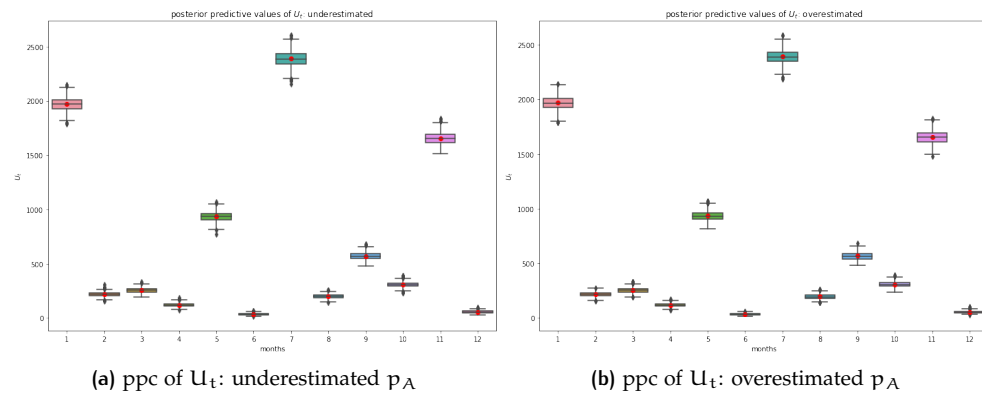 posterior predictive values of U_t: underestimated
2500
2000
1500
1000
500
0
U_t
1 2 3 4 5 6 7 8 9 10 11 12
months
(a) ppc of U_t: underestimated p_A
posterior predictive values of U_t: overestimated
2500
2000
1500
1000
500
0
U_t
1 2 3 4 5 6 7 8 9 10 11 12
months
(b) ppc of U_t: overestimated p_A